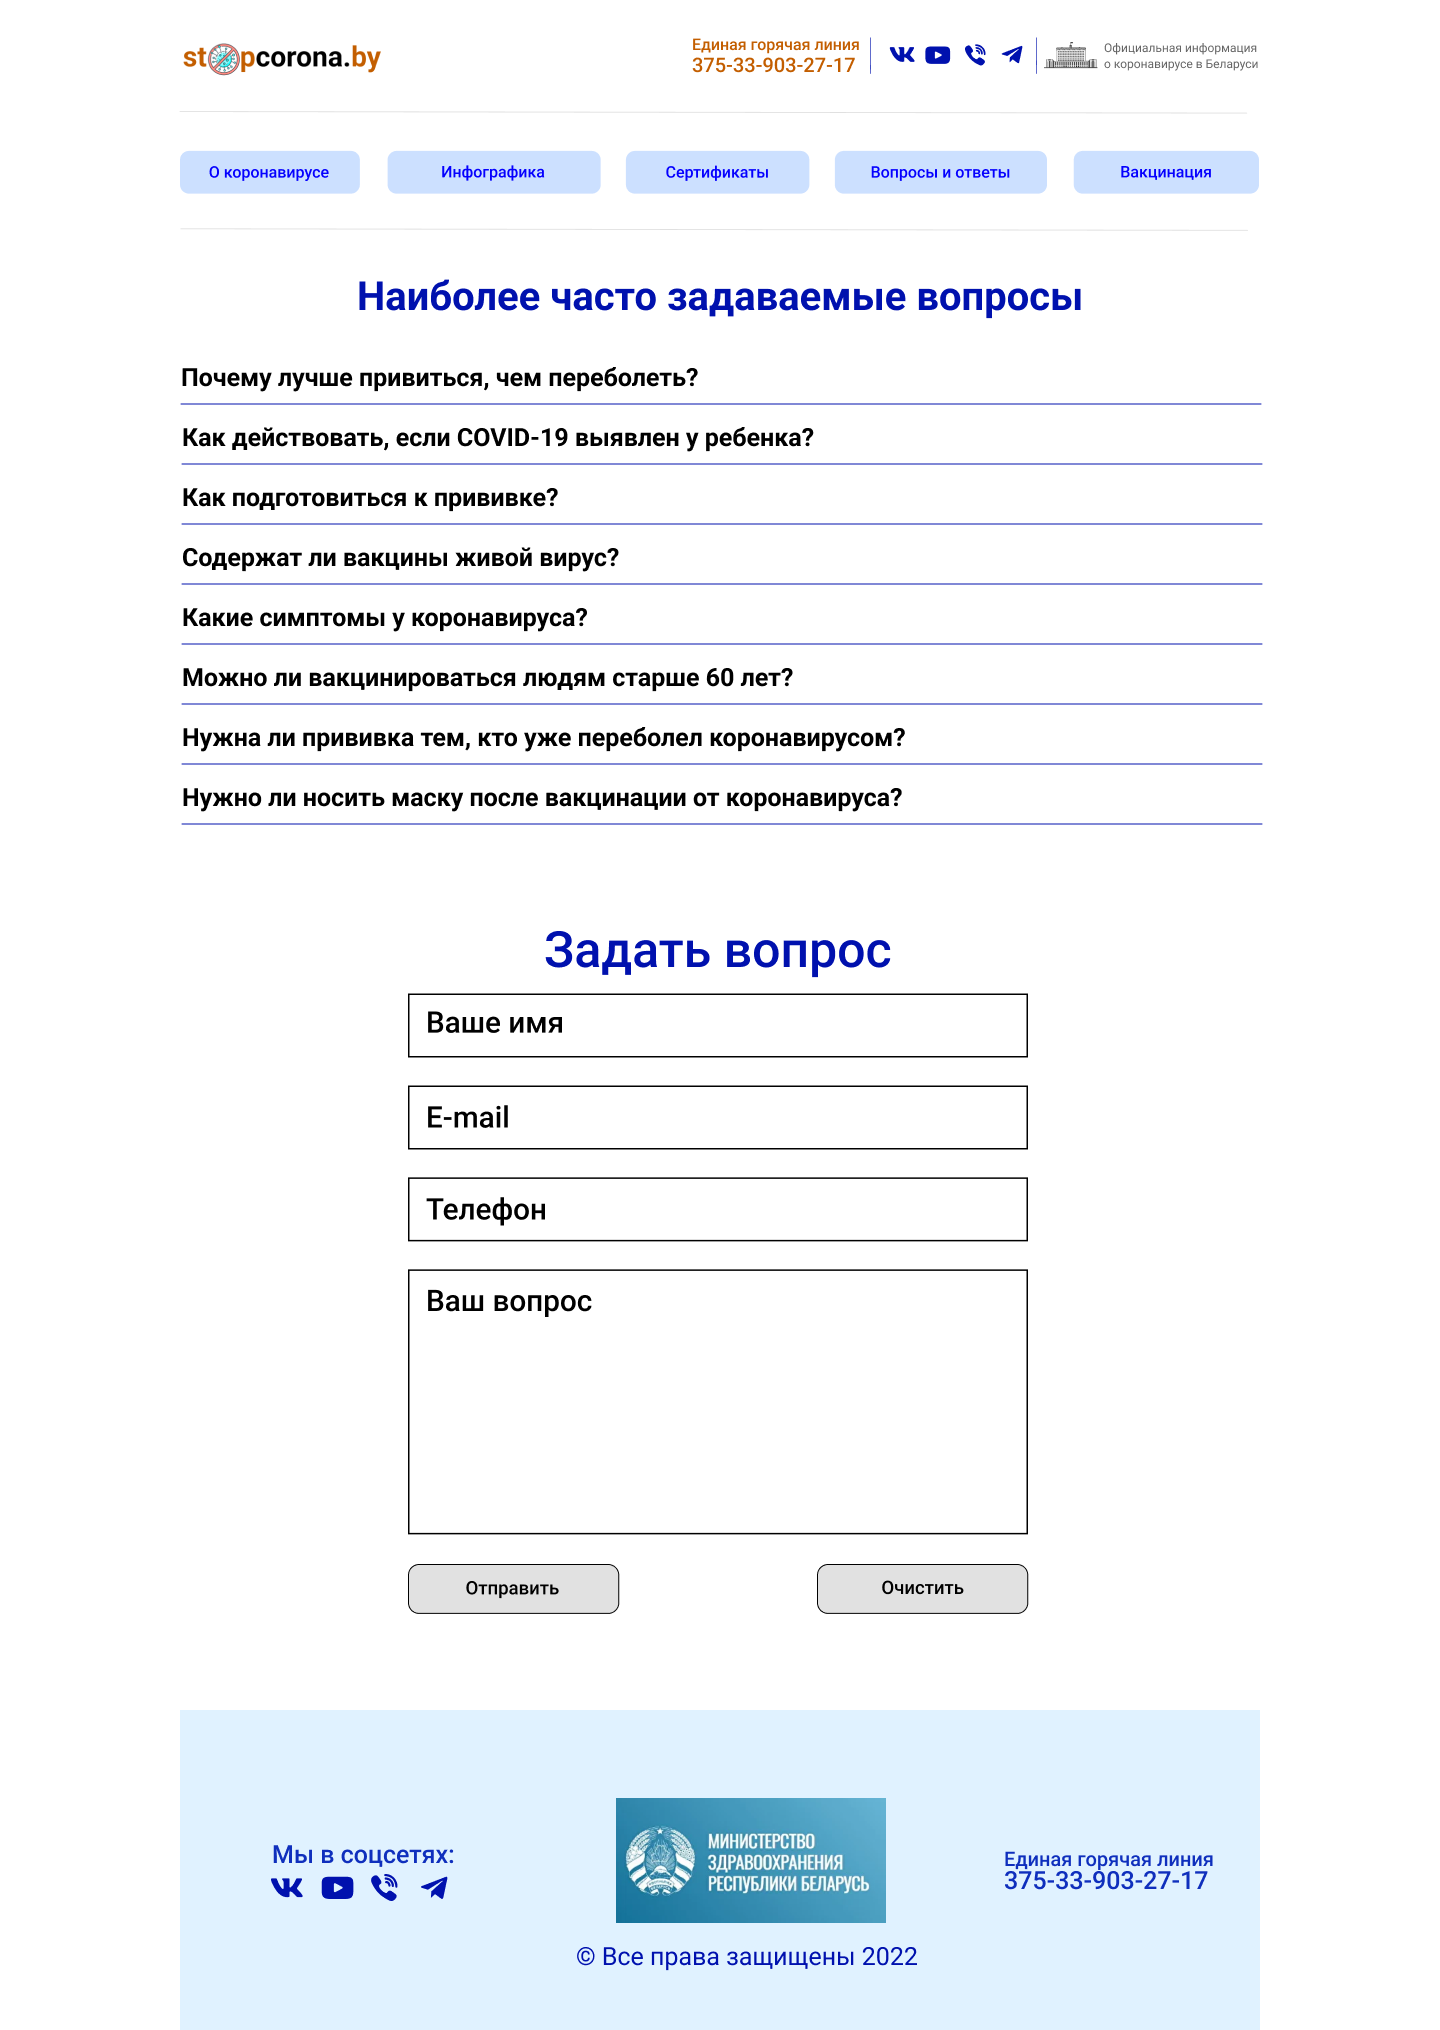 stopcorona.by
Единая горячая линия
375-33-903-27-17
Официальная информация
о коронавирусе в Беларуси
О коронавирусе
Инфографика
Сертификаты
Вопросы и ответы
Вакцинация
Наиболее часто задаваемые вопросы
Почему лучше привиться, чем переболеть?
Как действовать, если COVID-19 выявлен у ребенка?
Как подготовиться к прививке?
Содержат ли вакцины живой вирус?
Какие симптомы у коронавируса?
Можно ли вакцинироваться людям старше 60 лет?
Нужна ли прививка тем, кто уже переболел коронавирусом?
Нужно ли носить маску после вакцинации от коронавируса?
Задать вопрос
Ваше имя
E-mail
Телефон
Ваш вопрос
Отправить
Очистить
Мы в соцсетях:
МИНИСТЕРСТВО
ЗДРАВООХРАНЕНИЯ
РЕСПУБЛИКИ БЕЛАРУСЬ
Единая горячая линия
375-33-903-27-17
© Все права защищены 2022